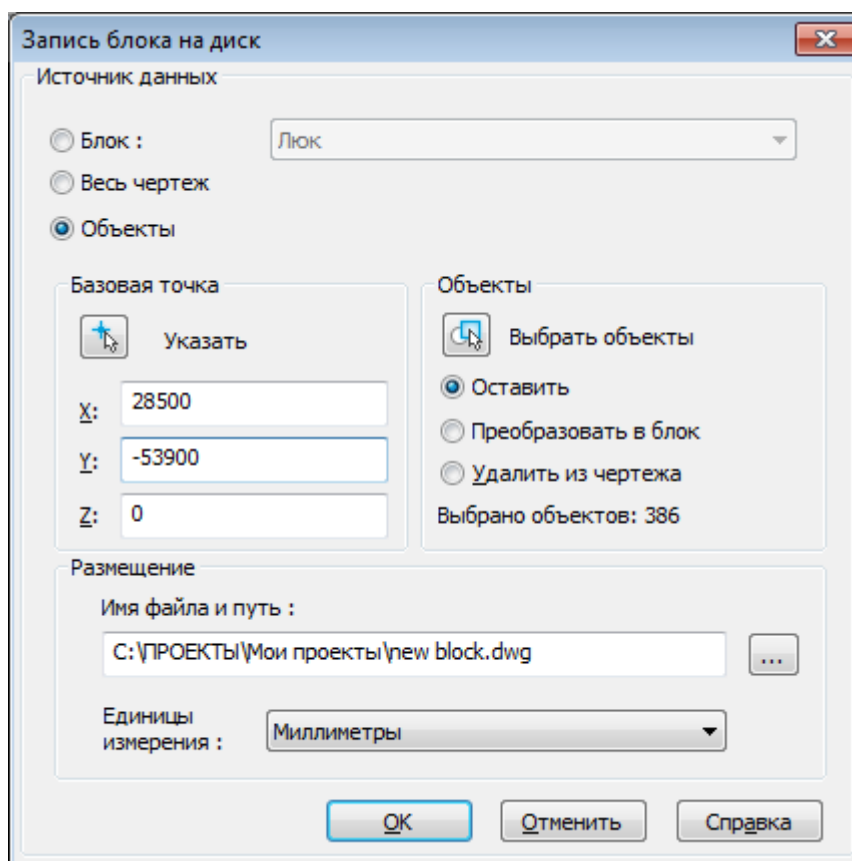 Запись блока на диск
Источник данных
Блок :
Люк
Весь чертеж
Объекты
Базовая точка
Указать
X: 28500
Y: -53900
Z: 0
Объекты
Выбрать объекты
Оставить
Преобразовать в блок
Удалить из чертежа
Выбрано объектов: 386
Размещение
Имя файла и путь :
C:\ПРОЕКТЫ\Мои проекты\new block.dwg
...
Единицы
измерения :
Миллиметры
OK
Отменить
Справка